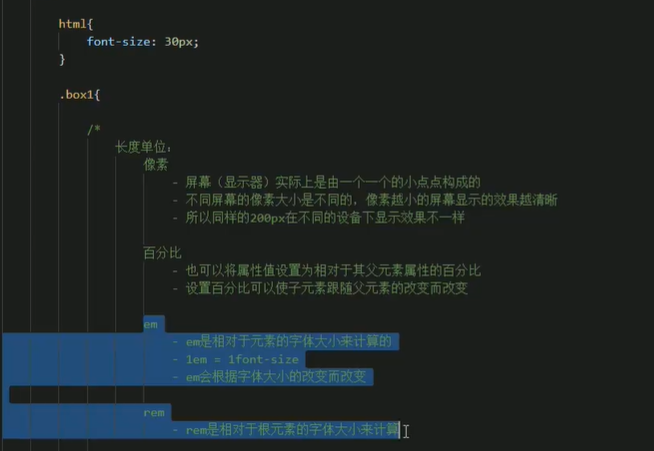 html{
font-size: 30px;
}
.box1{
/*
长度单位：
像素
- 屏幕（显示器）实际上是由一个一个的小点点构成的
- 不同屏幕的像素大小是不同的，像素越小的屏幕显示的效果越清晰
- 所以同样的200px在不同的设备下显示效果不一样
百分比
- 也可以将属性值设置为相对于其父元素属性的百分比
- 设置百分比可以使子元素跟随父元素的改变而改变
em
- em是相对于元素的字体大小来计算的
- 1em = 1font-size
- em会根据字体大小的改变而改变
rem
- rem是相对于根元素的字体大小来计算